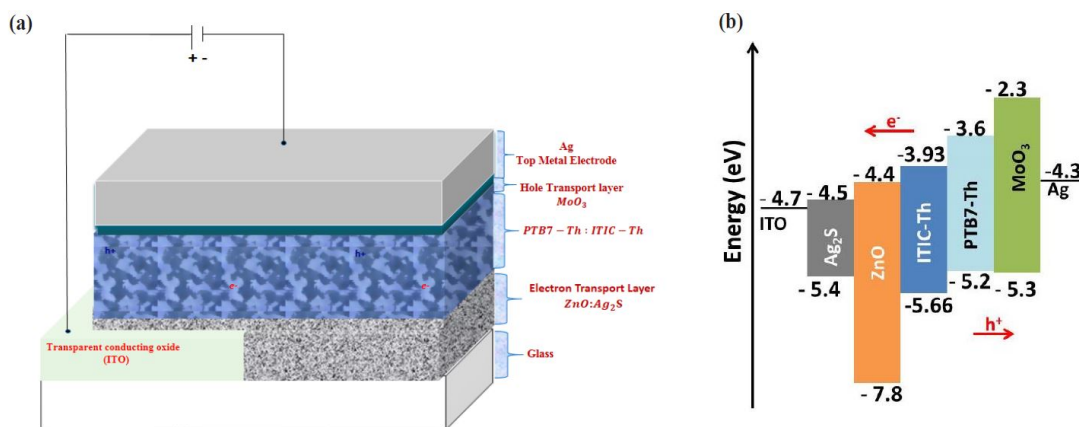 (a)
+ -
Ag
Top Metal Electrode
Hole Transport layer
MoO₃
PTB7 − Th : ITIC − Th
h+
h+
e-
e-
Electron Transport Layer
ZnO:Ag₂S
Transparent conducting oxide
(ITO)
Glass
(b)
Energy (eV)
- 2.3
e⁻
- 3.6
-3.93
- 4.4
-4.3
- 4.7
- 4.5
ITO
Ag₂S
ZnO
ITIC-Th
PTB7-Th
MoO₃
Ag
- 5.4
-5.66
- 5.2
- 5.3
h⁺
- 7.8